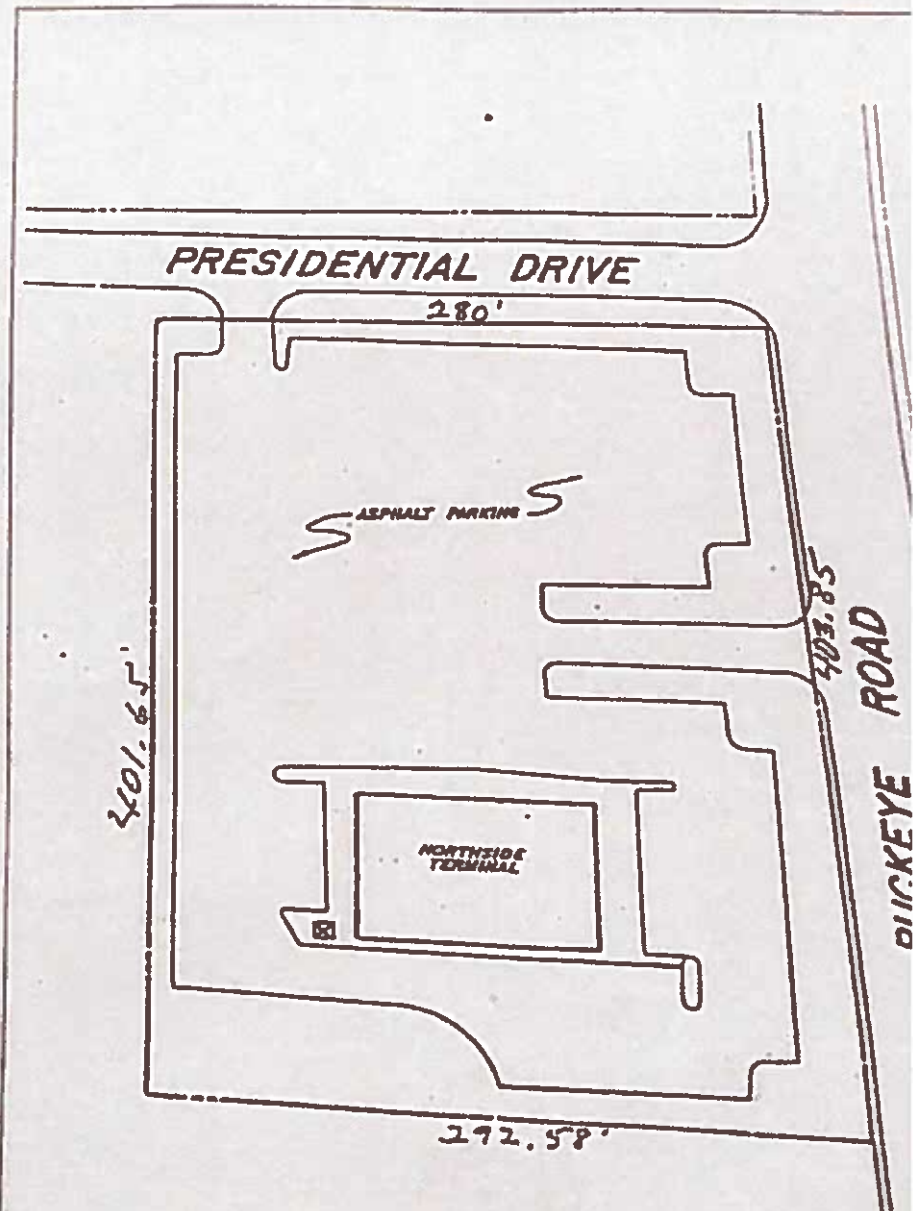 PRESIDENTIAL DRIVE
280'
ASPHALT PARKING
401.65'
403.85
BUCKEYE ROAD
NORTHSIDE
TERMINAL
292.58'